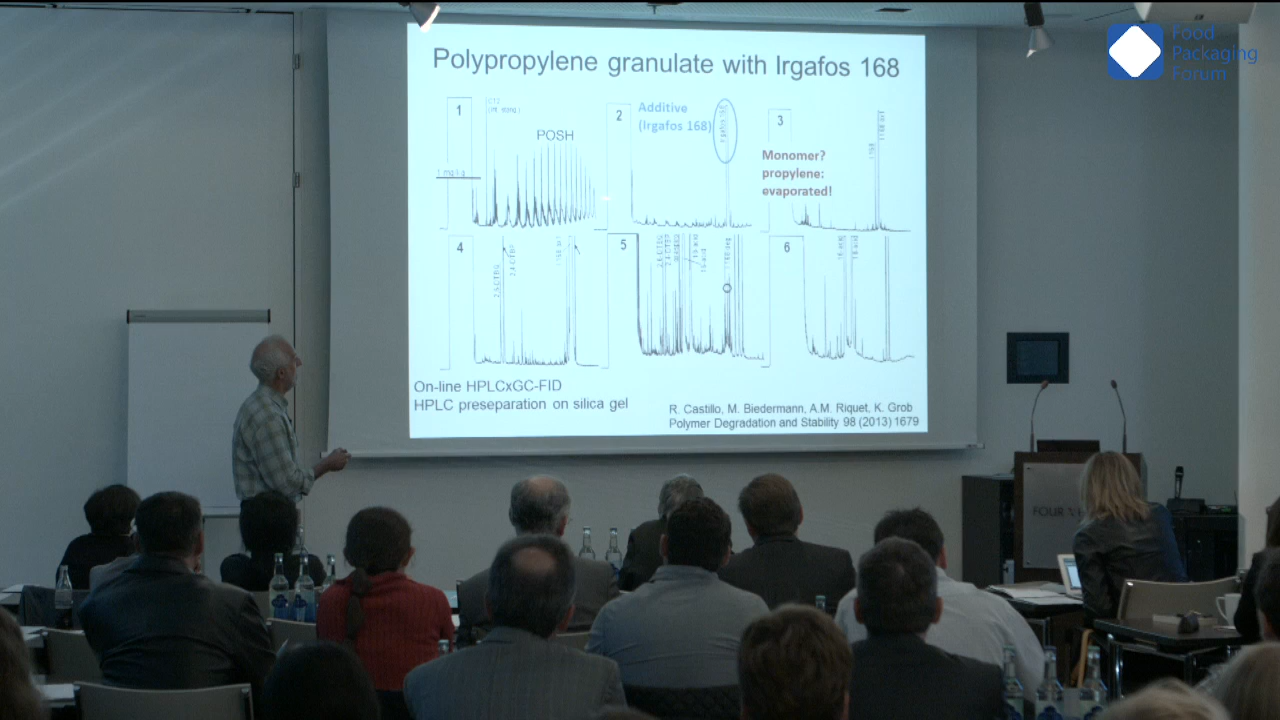 Food
Packaging
Forum
Polypropylene granulate with Irgafos 168
1
POSH
2
Additive
(Irgafos 168)
3
Monomer?
propylene:
evaporated!
4
5
6
On-line HPLCxGC-FID
HPLC preseparation on silica gel
R. Castillo, M. Biedermann, A.M. Riquet, K. Grob
Polymer Degradation and Stability 98 (2013) 1679